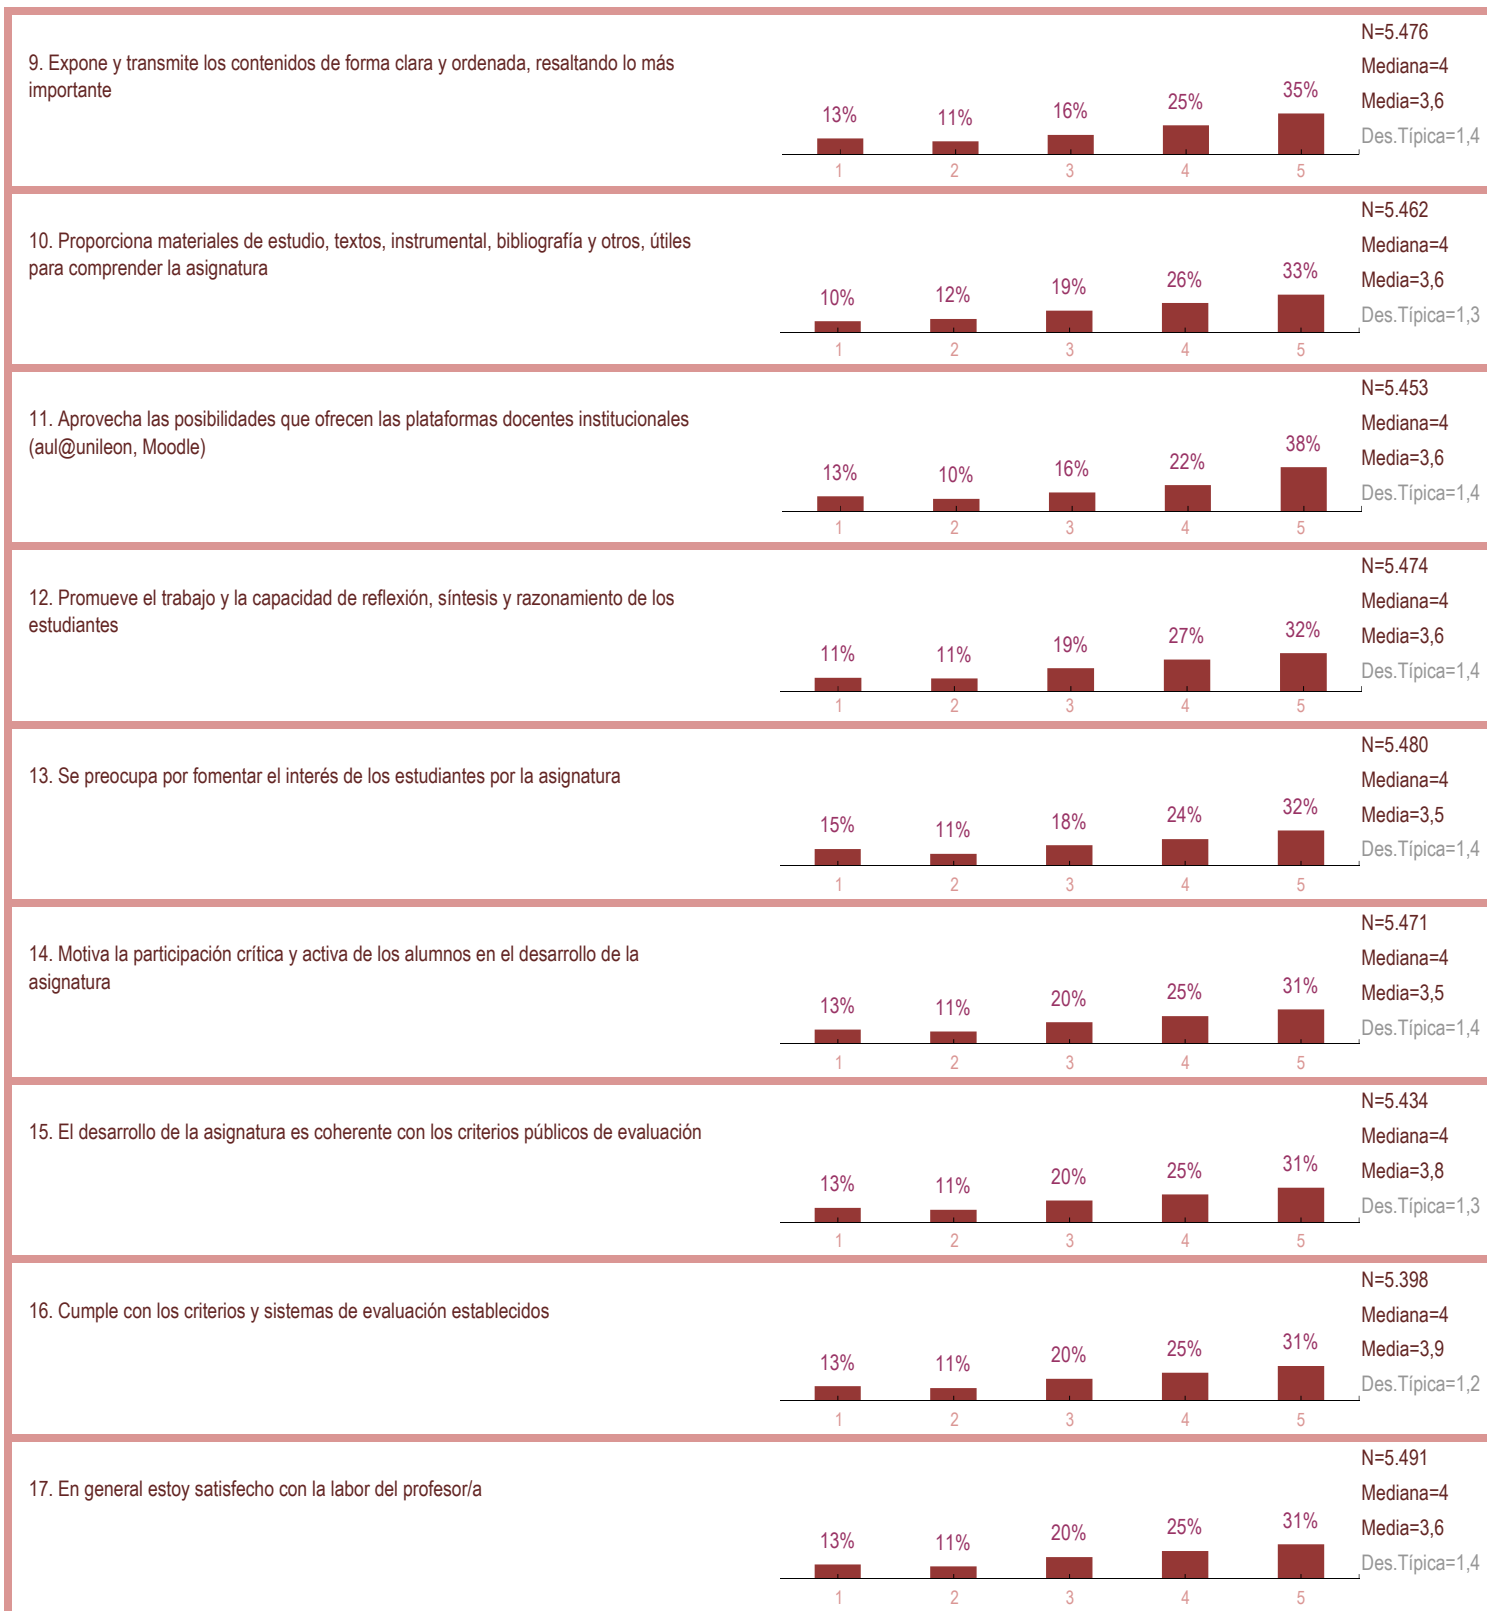 9. Expone y transmite los contenidos de forma clara y ordenada, resaltando lo más
importante
13% 11% 16% 25% 35%
1 2 3 4 5
N=5.476
Mediana=4
Media=3,6
Des.Típica=1,4
10. Proporciona materiales de estudio, textos, instrumental, bibliografía y otros, útiles
para comprender la asignatura
10% 12% 19% 26% 33%
1 2 3 4 5
N=5.462
Mediana=4
Media=3,6
Des.Típica=1,3
11. Aprovecha las posibilidades que ofrecen las plataformas docentes institucionales
(aul@unileon, Moodle)
13% 10% 16% 22% 38%
1 2 3 4 5
N=5.453
Mediana=4
Media=3,6
Des.Típica=1,4
12. Promueve el trabajo y la capacidad de reflexión, síntesis y razonamiento de los
estudiantes
11% 11% 19% 27% 32%
1 2 3 4 5
N=5.474
Mediana=4
Media=3,6
Des.Típica=1,4
13. Se preocupa por fomentar el interés de los estudiantes por la asignatura
15% 11% 18% 24% 32%
1 2 3 4 5
N=5.480
Mediana=4
Media=3,5
Des.Típica=1,4
14. Motiva la participación crítica y activa de los alumnos en el desarrollo de la
asignatura
13% 11% 20% 25% 31%
1 2 3 4 5
N=5.471
Mediana=4
Media=3,5
Des.Típica=1,4
15. El desarrollo de la asignatura es coherente con los criterios públicos de evaluación
13% 11% 20% 25% 31%
1 2 3 4 5
N=5.434
Mediana=4
Media=3,8
Des.Típica=1,3
16. Cumple con los criterios y sistemas de evaluación establecidos
13% 11% 20% 25% 31%
1 2 3 4 5
N=5.398
Mediana=4
Media=3,9
Des.Típica=1,2
17. En general estoy satisfecho con la labor del profesor/a
13% 11% 20% 25% 31%
1 2 3 4 5
N=5.491
Mediana=4
Media=3,6
Des.Típica=1,4